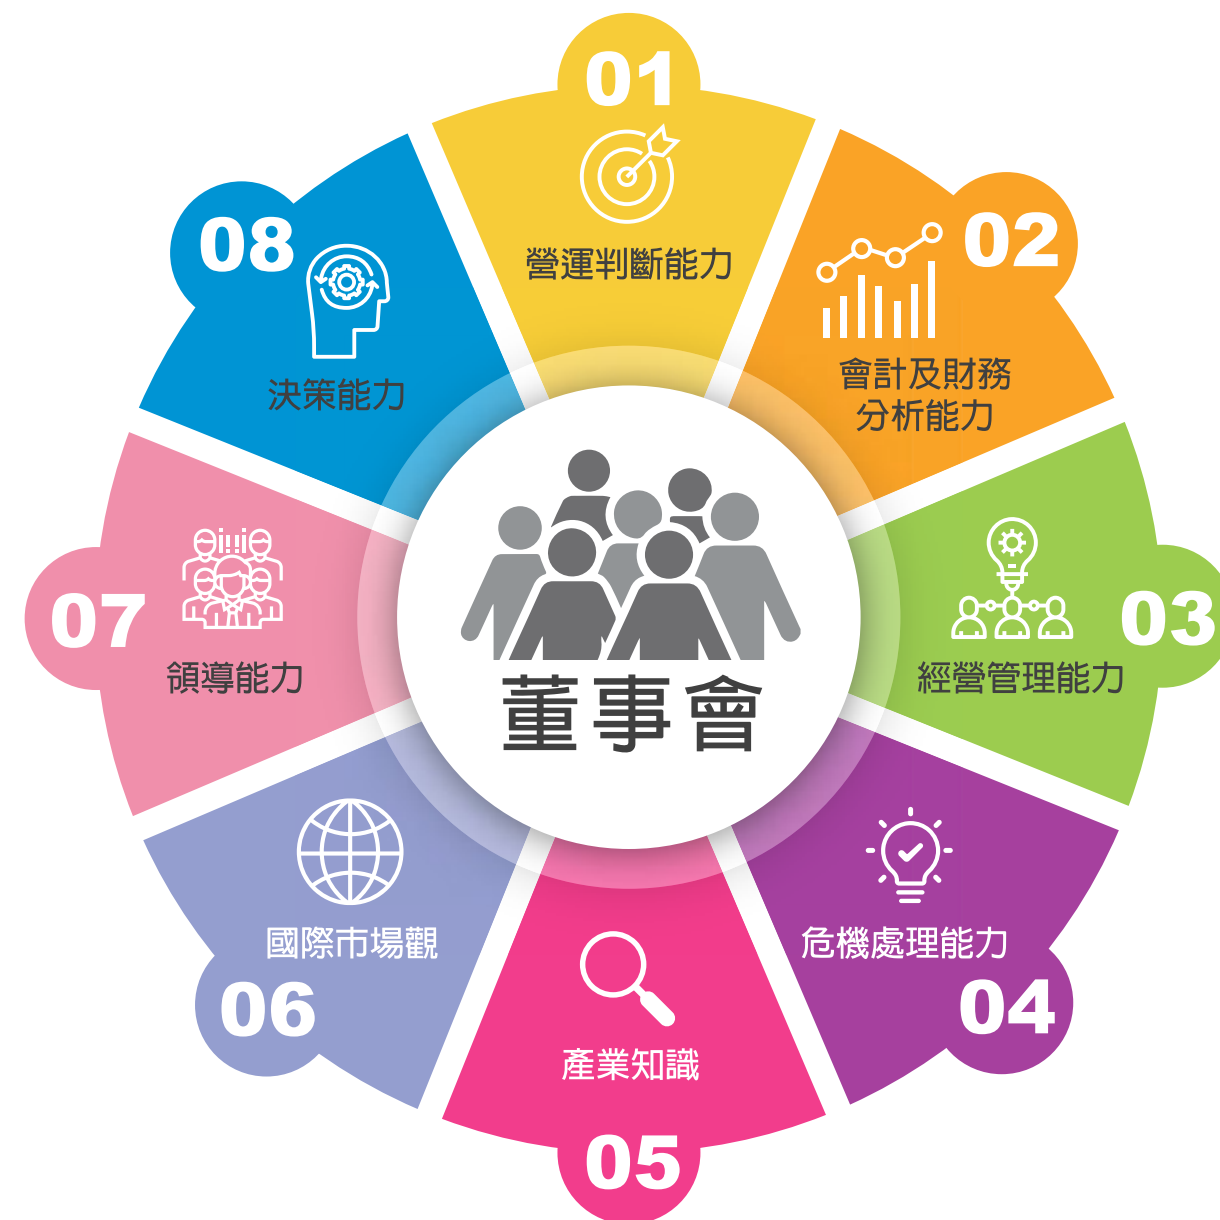 01
營運判斷能力
02
會計及財務
分析能力
03
經營管理能力
04
危機處理能力
05
產業知識
06
國際市場觀
07
領導能力
08
決策能力
董事會